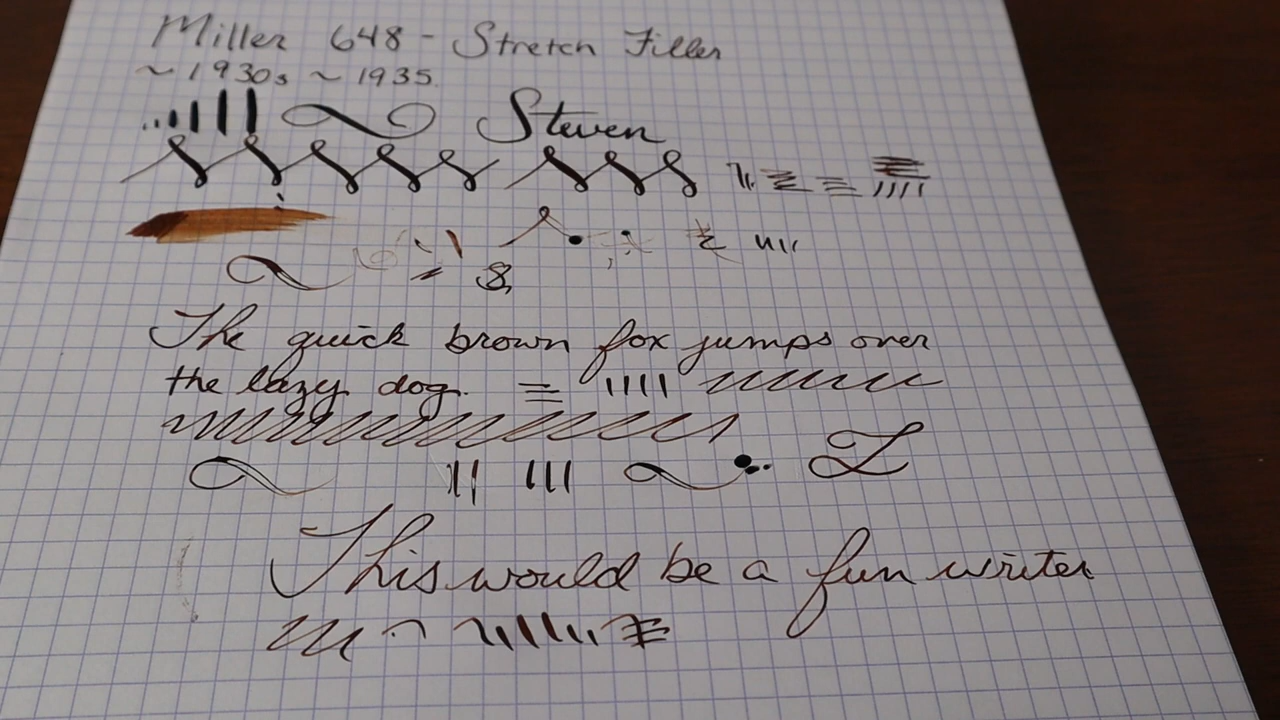 Miller 648 - Stretch Filler
~ 1930s ~ 1935.
Steven
The quick brown fox jumps over
the lazy dog.
This would be a fun writer